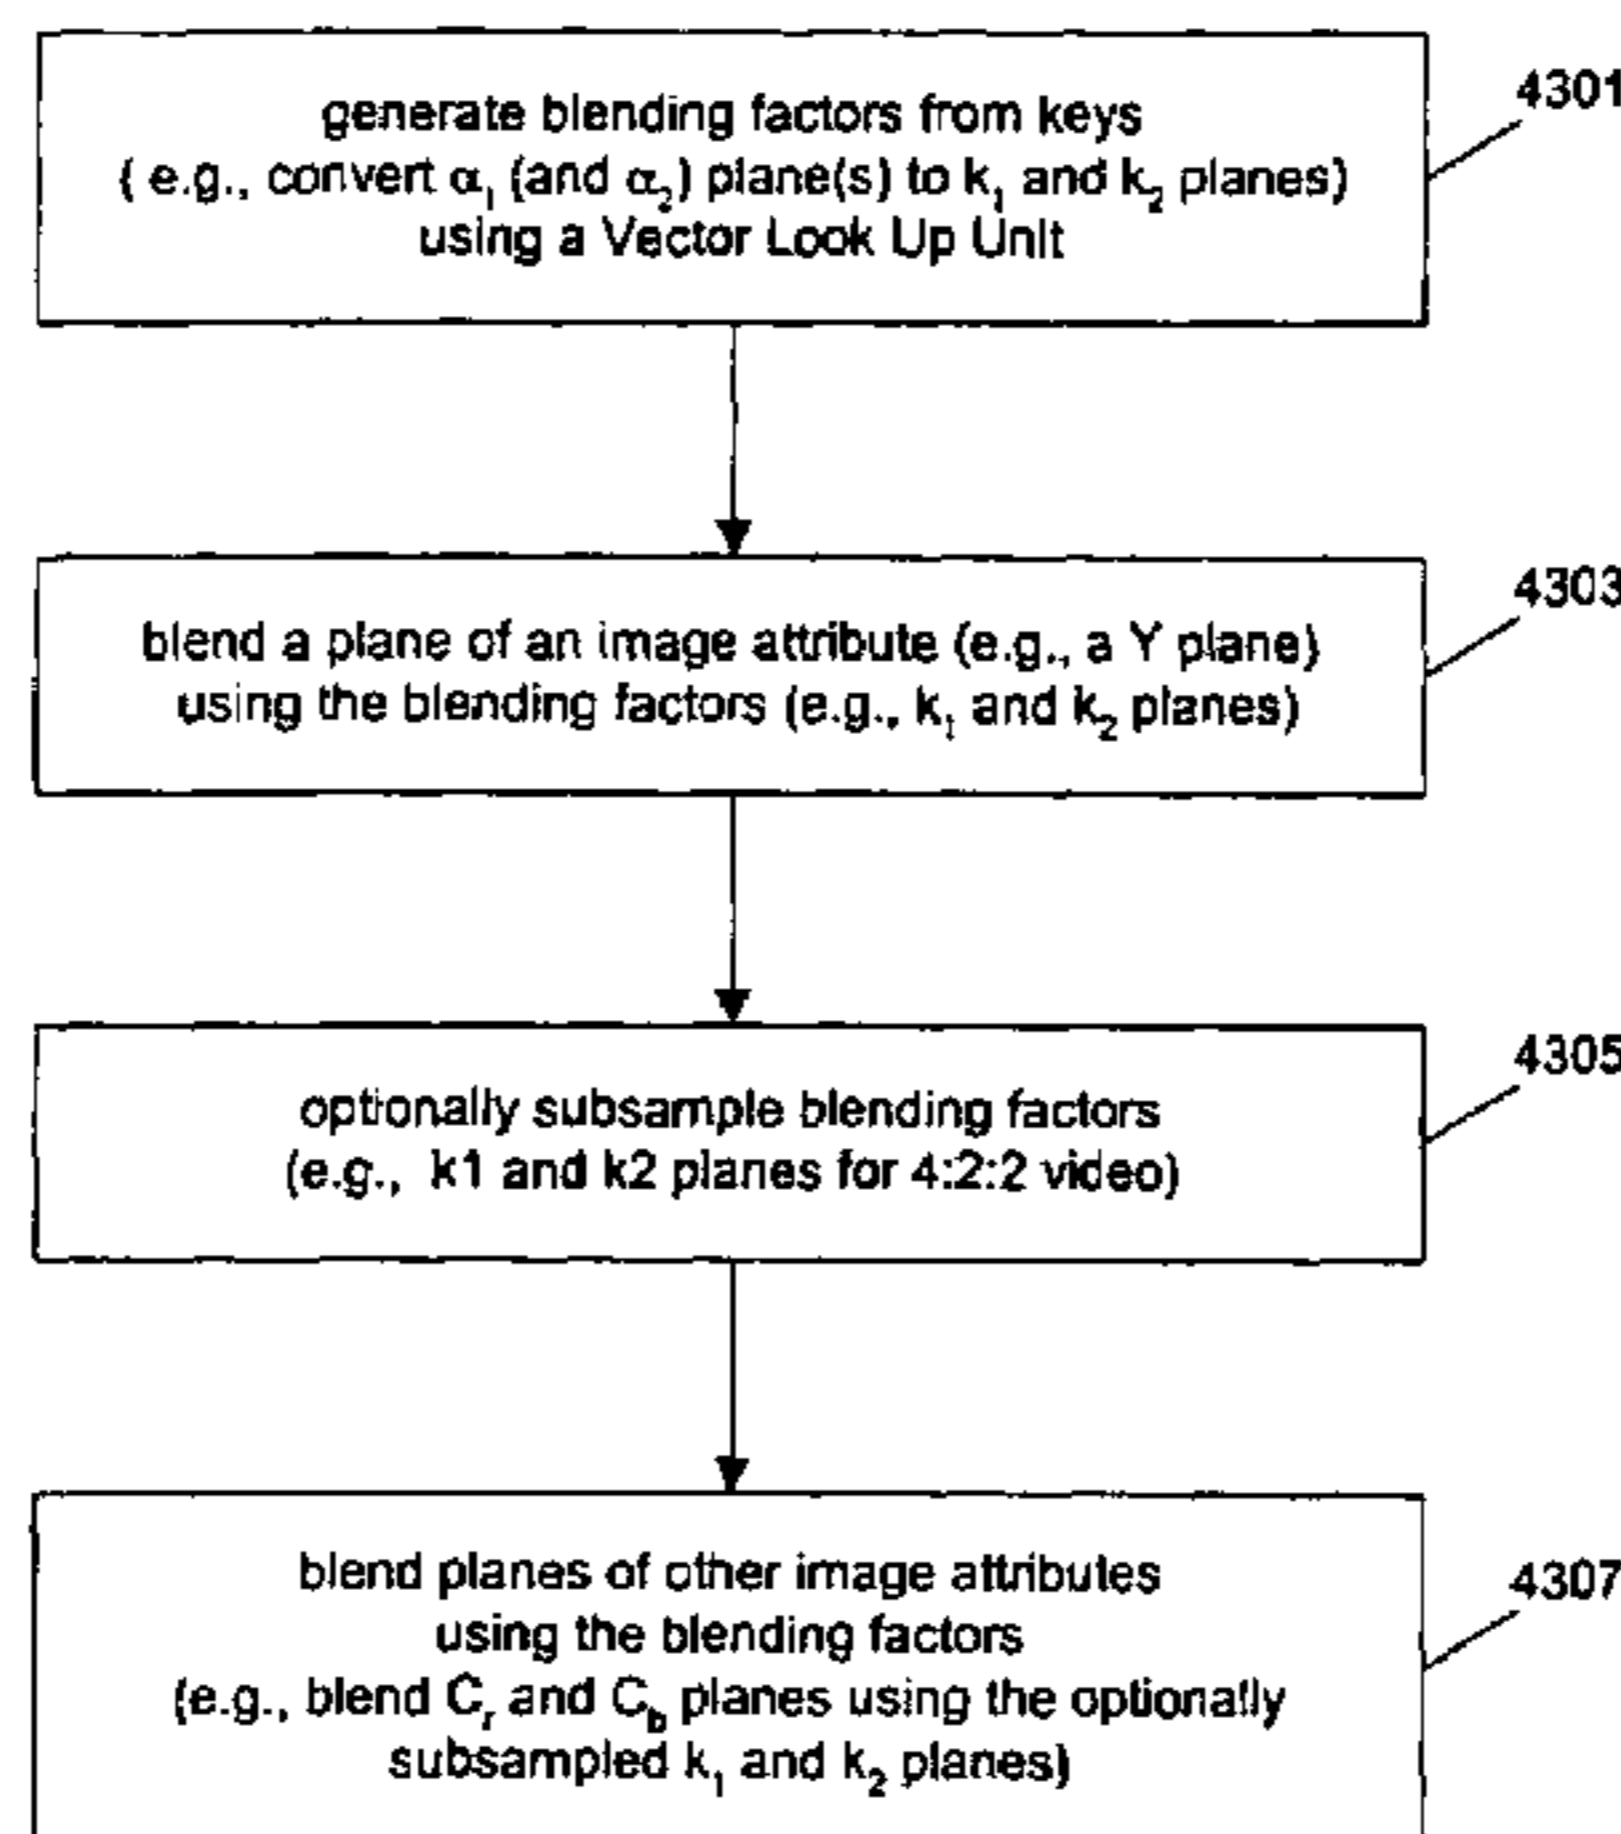 generate blending factors from keys
( e.g., convert α₁ (and α₂) plane(s) to k₁ and k₂ planes)
using a Vector Look Up Unit
4301
blend a plane of an image attribute (e.g., a Y plane)
using the blending factors (e.g., k₁ and k₂ planes)
4303
optionally subsample blending factors
(e.g., k1 and k2 planes for 4:2:2 video)
4305
blend planes of other image attributes
using the blending factors
(e.g., blend Cᵣ and C_b planes using the optionally
subsampled k₁ and k₂ planes)
4307